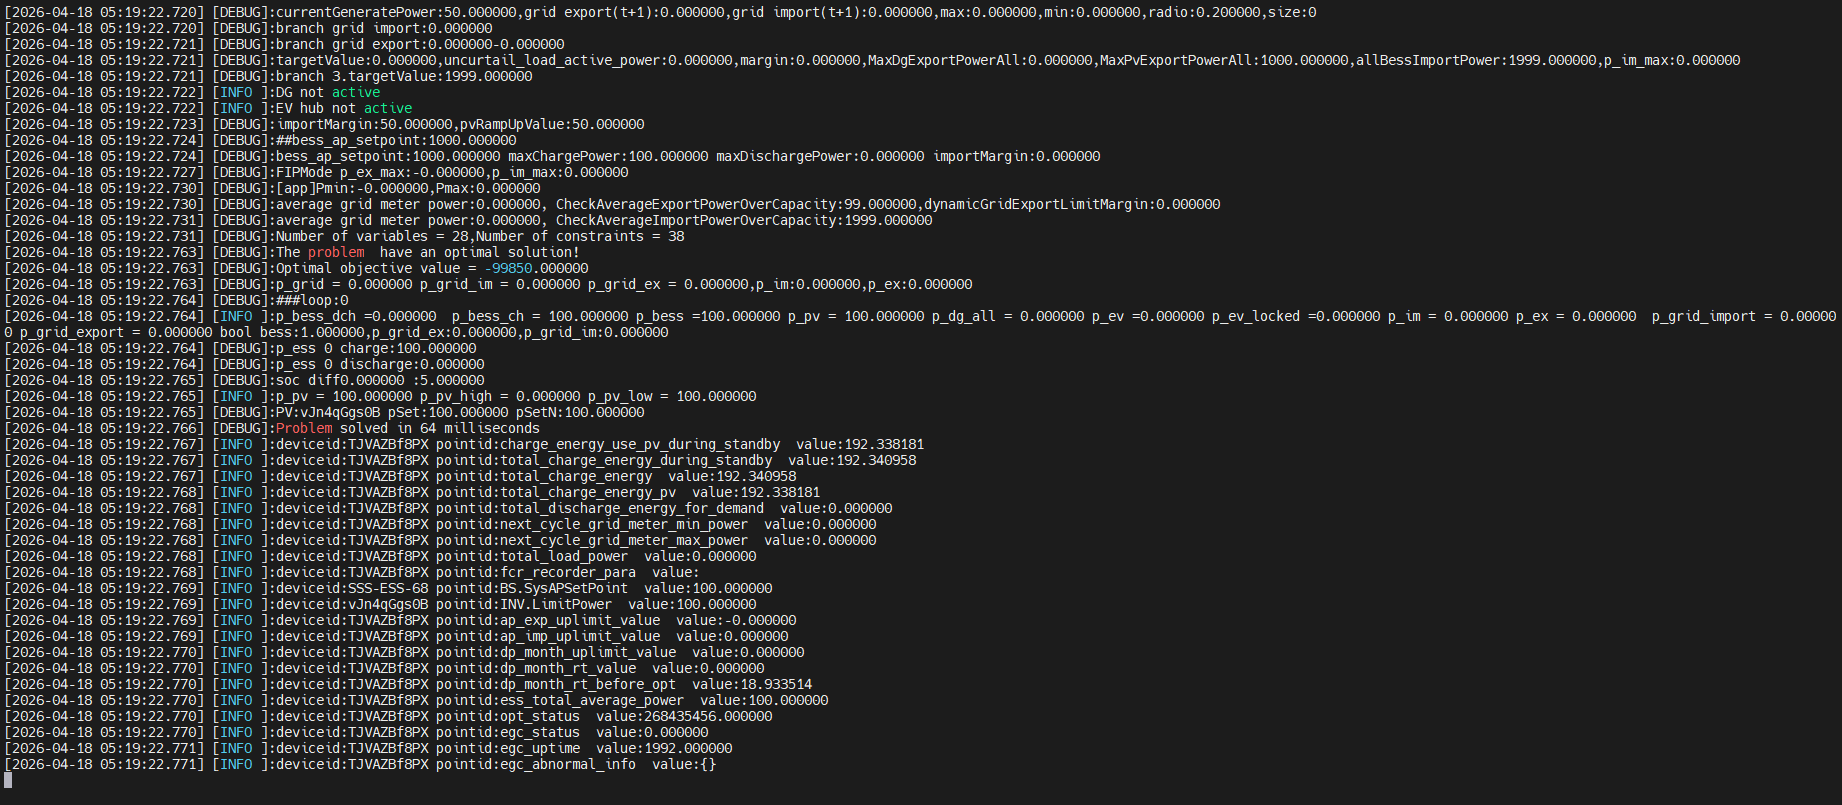 [2026-04-18 05:19:22.720] [DEBUG]:currentGeneratePower:50.000000,grid export(t+1):0.000000,grid import(t+1):0.000000,max:0.000000,min:0.000000,radio:0.200000,size:0
[2026-04-18 05:19:22.720] [DEBUG]:branch grid import:0.000000
[2026-04-18 05:19:22.721] [DEBUG]:branch grid export:0.000000-0.000000
[2026-04-18 05:19:22.721] [DEBUG]:targetValue:0.000000,uncurtail_load_active_power:0.000000,margin:0.000000,MaxDgExportPowerAll:0.000000,MaxPvExportPowerAll:1000.000000,allBessImportPower:1999.000000,p_im_max:0.000000
[2026-04-18 05:19:22.721] [DEBUG]:branch 3.targetValue:1999.000000
[2026-04-18 05:19:22.722] [INFO ]:DG not active
[2026-04-18 05:19:22.722] [INFO ]:EV hub not active
[2026-04-18 05:19:22.723] [DEBUG]:importMargin:50.000000,pvRampUpValue:50.000000
[2026-04-18 05:19:22.724] [DEBUG]:##bess_ap_setpoint:1000.000000
[2026-04-18 05:19:22.724] [DEBUG]:bess_ap_setpoint:1000.000000 maxChargePower:100.000000 maxDischargePower:0.000000 importMargin:0.000000
[2026-04-18 05:19:22.727] [DEBUG]:FIPMode p_ex_max:-0.000000,p_im_max:0.000000
[2026-04-18 05:19:22.730] [DEBUG]:[app]Pmin:-0.000000,Pmax:0.000000
[2026-04-18 05:19:22.730] [DEBUG]:average grid meter power:0.000000, CheckAverageExportPowerOverCapacity:99.000000,dynamicGridExportLimitMargin:0.000000
[2026-04-18 05:19:22.731] [DEBUG]:average grid meter power:0.000000, CheckAverageImportPowerOverCapacity:1999.000000
[2026-04-18 05:19:22.731] [DEBUG]:Number of variables = 28,Number of constraints = 38
[2026-04-18 05:19:22.763] [DEBUG]:The problem  have an optimal solution!
[2026-04-18 05:19:22.763] [DEBUG]:Optimal objective value = -99850.000000
[2026-04-18 05:19:22.763] [DEBUG]:p_grid = 0.000000 p_grid_im = 0.000000 p_grid_ex = 0.000000,p_im:0.000000,p_ex:0.000000
[2026-04-18 05:19:22.764] [DEBUG]:###loop:0
[2026-04-18 05:19:22.764] [INFO ]:p_bess_dch =0.000000  p_bess_ch = 100.000000 p_bess =100.000000 p_pv = 100.000000 p_dg_all = 0.000000 p_ev =0.000000 p_ev_locked =0.000000 p_im = 0.000000 p_ex = 0.000000  p_grid_import = 0.00000
0 p_grid_export = 0.000000 bool bess:1.000000,p_grid_ex:0.000000,p_grid_im:0.000000
[2026-04-18 05:19:22.764] [DEBUG]:p_ess 0 charge:100.000000
[2026-04-18 05:19:22.764] [DEBUG]:p_ess 0 discharge:0.000000
[2026-04-18 05:19:22.765] [DEBUG]:soc diff0.000000 :5.000000
[2026-04-18 05:19:22.765] [INFO ]:p_pv = 100.000000 p_pv_high = 0.000000 p_pv_low = 100.000000
[2026-04-18 05:19:22.765] [DEBUG]:PV:vJn4qGgs0B pSet:100.000000 pSetN:100.000000
[2026-04-18 05:19:22.766] [DEBUG]:Problem solved in 64 milliseconds
[2026-04-18 05:19:22.767] [INFO ]:deviceid:TJVAZBf8PX pointid:charge_energy_use_pv_during_standby  value:192.338181
[2026-04-18 05:19:22.767] [INFO ]:deviceid:TJVAZBf8PX pointid:total_charge_energy_during_standby  value:192.340958
[2026-04-18 05:19:22.767] [INFO ]:deviceid:TJVAZBf8PX pointid:total_charge_energy  value:192.340958
[2026-04-18 05:19:22.768] [INFO ]:deviceid:TJVAZBf8PX pointid:total_charge_energy_pv  value:192.338181
[2026-04-18 05:19:22.768] [INFO ]:deviceid:TJVAZBf8PX pointid:total_discharge_energy_for_demand  value:0.000000
[2026-04-18 05:19:22.768] [INFO ]:deviceid:TJVAZBf8PX pointid:next_cycle_grid_meter_min_power  value:0.000000
[2026-04-18 05:19:22.768] [INFO ]:deviceid:TJVAZBf8PX pointid:next_cycle_grid_meter_max_power  value:0.000000
[2026-04-18 05:19:22.768] [INFO ]:deviceid:TJVAZBf8PX pointid:total_load_power  value:0.000000
[2026-04-18 05:19:22.768] [INFO ]:deviceid:TJVAZBf8PX pointid:fcr_recorder_para  value:
[2026-04-18 05:19:22.769] [INFO ]:deviceid:SSS-ESS-68 pointid:BS.SysAPSetPoint  value:100.000000
[2026-04-18 05:19:22.769] [INFO ]:deviceid:vJn4qGgs0B pointid:INV.LimitPower  value:100.000000
[2026-04-18 05:19:22.769] [INFO ]:deviceid:TJVAZBf8PX pointid:ap_exp_uplimit_value  value:-0.000000
[2026-04-18 05:19:22.769] [INFO ]:deviceid:TJVAZBf8PX pointid:ap_imp_uplimit_value  value:0.000000
[2026-04-18 05:19:22.770] [INFO ]:deviceid:TJVAZBf8PX pointid:dp_month_uplimit_value  value:0.000000
[2026-04-18 05:19:22.770] [INFO ]:deviceid:TJVAZBf8PX pointid:dp_month_rt_value  value:0.000000
[2026-04-18 05:19:22.770] [INFO ]:deviceid:TJVAZBf8PX pointid:dp_month_rt_before_opt  value:18.933514
[2026-04-18 05:19:22.770] [INFO ]:deviceid:TJVAZBf8PX pointid:ess_total_average_power  value:100.000000
[2026-04-18 05:19:22.770] [INFO ]:deviceid:TJVAZBf8PX pointid:opt_status  value:268435456.000000
[2026-04-18 05:19:22.770] [INFO ]:deviceid:TJVAZBf8PX pointid:egc_status  value:0.000000
[2026-04-18 05:19:22.771] [INFO ]:deviceid:TJVAZBf8PX pointid:egc_uptime  value:1992.000000
[2026-04-18 05:19:22.771] [INFO ]:deviceid:TJVAZBf8PX pointid:egc_abnormal_info  value:{}